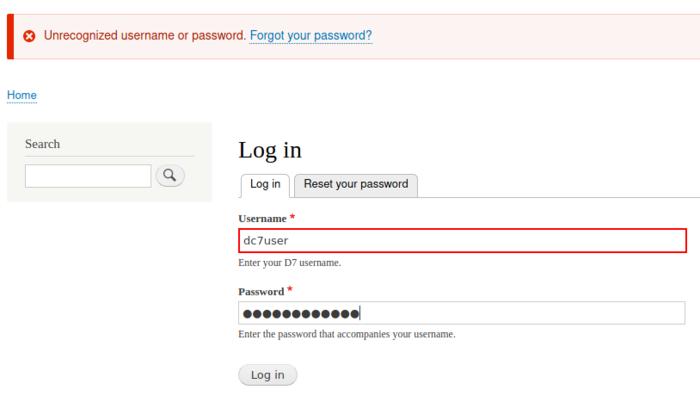 Unrecognized username or password. Forgot your password?
Home
Search
Log in
Log in
Reset your password
Username *
dc7user
Enter your D7 username.
Password *
●●●●●●●●●●●●
Enter the password that accompanies your username.
Log in